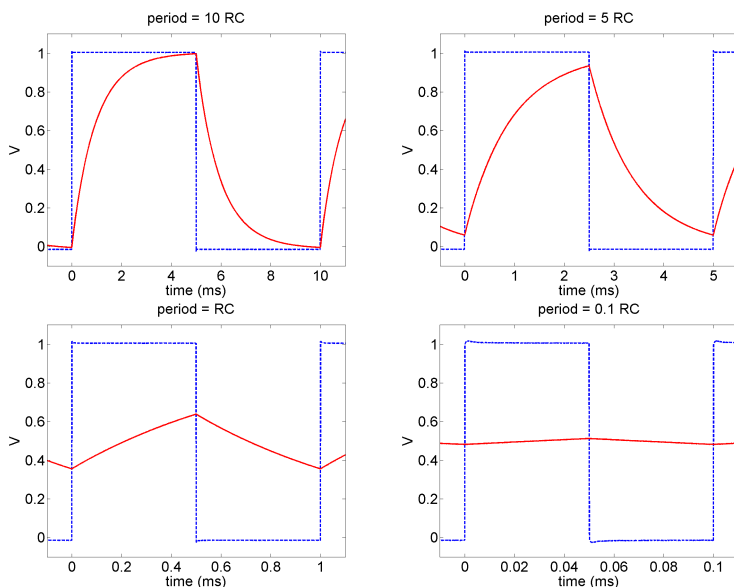 period = 10 RC
V
1
0.8
0.6
0.4
0.2
0
0 2 4 6 8 10
time (ms)
period = 5 RC
V
1
0.8
0.6
0.4
0.2
0
0 1 2 3 4 5
time (ms)
period = RC
V
1
0.8
0.6
0.4
0.2
0
0 0.2 0.4 0.6 0.8 1
time (ms)
period = 0.1 RC
V
1
0.8
0.6
0.4
0.2
0
0 0.02 0.04 0.06 0.08 0.1
time (ms)